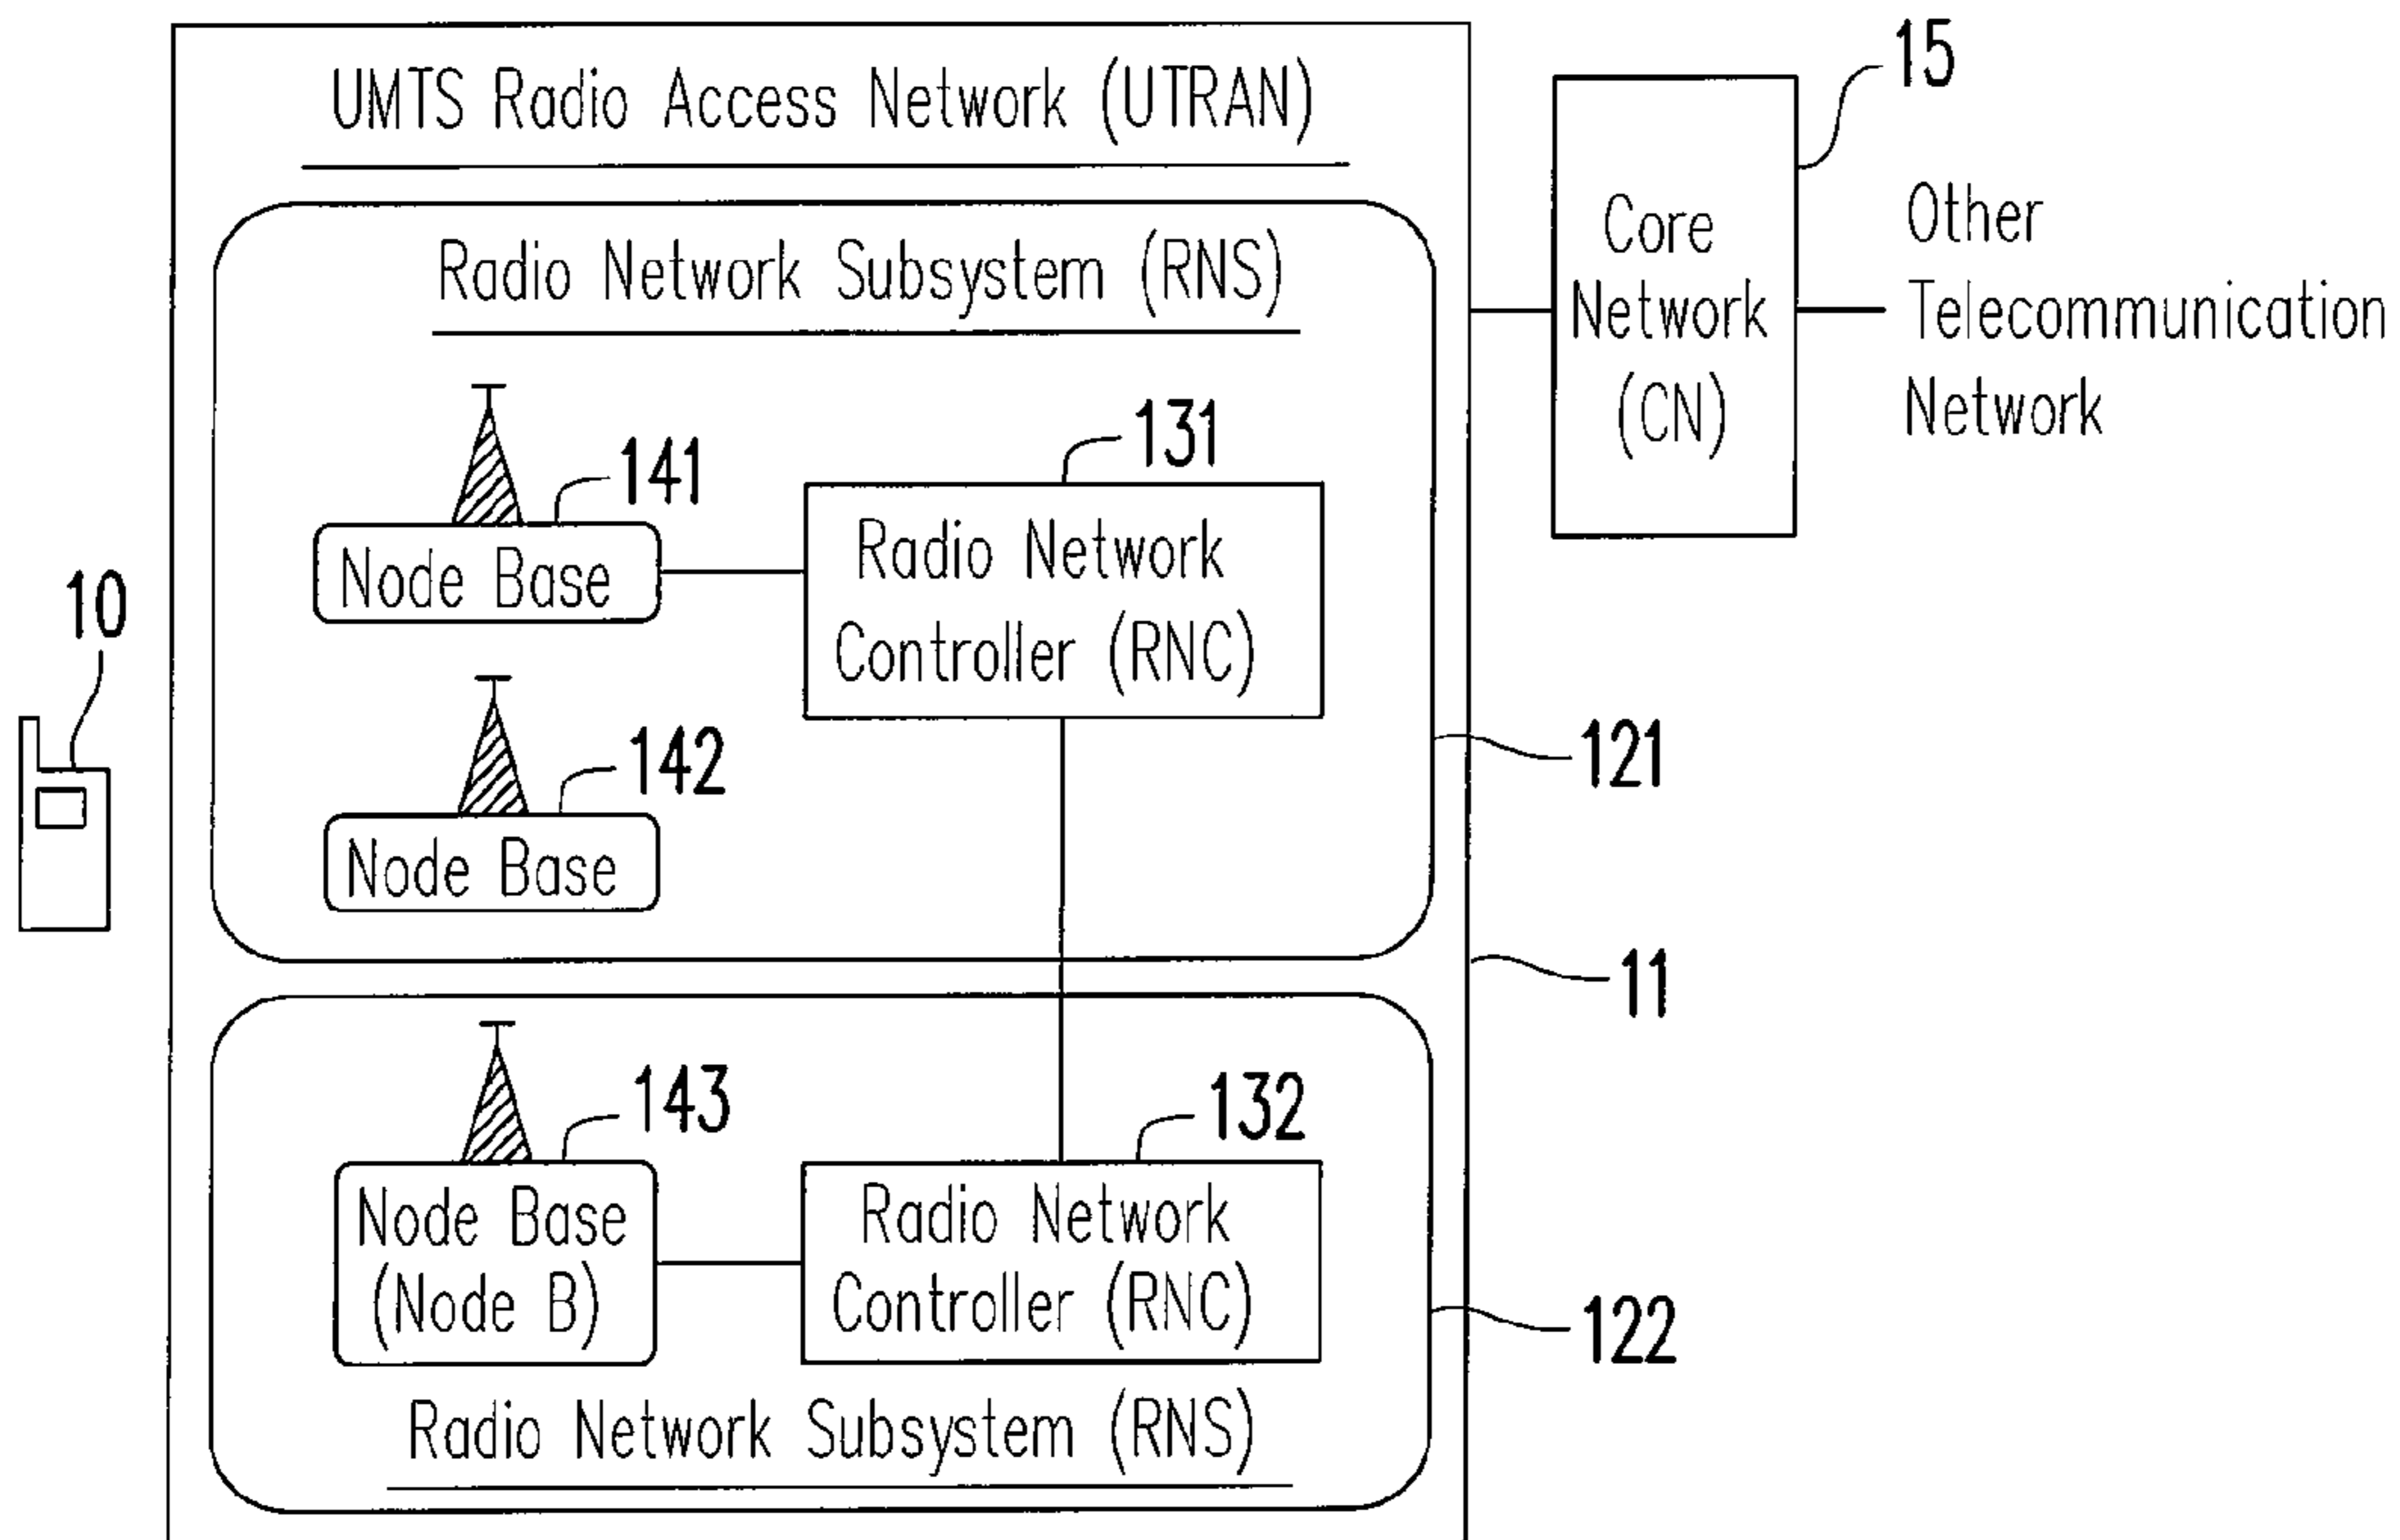 UMTS Radio Access Network (UTRAN)
15
Core
Network
(CN)
Other
Telecommunication
Network
Radio Network Subsystem (RNS)
141
Node Base
131
Radio Network
Controller (RNC)
10
142
Node Base
121
11
143
Node Base
(Node B)
132
Radio Network
Controller (RNC)
122
Radio Network Subsystem (RNS)